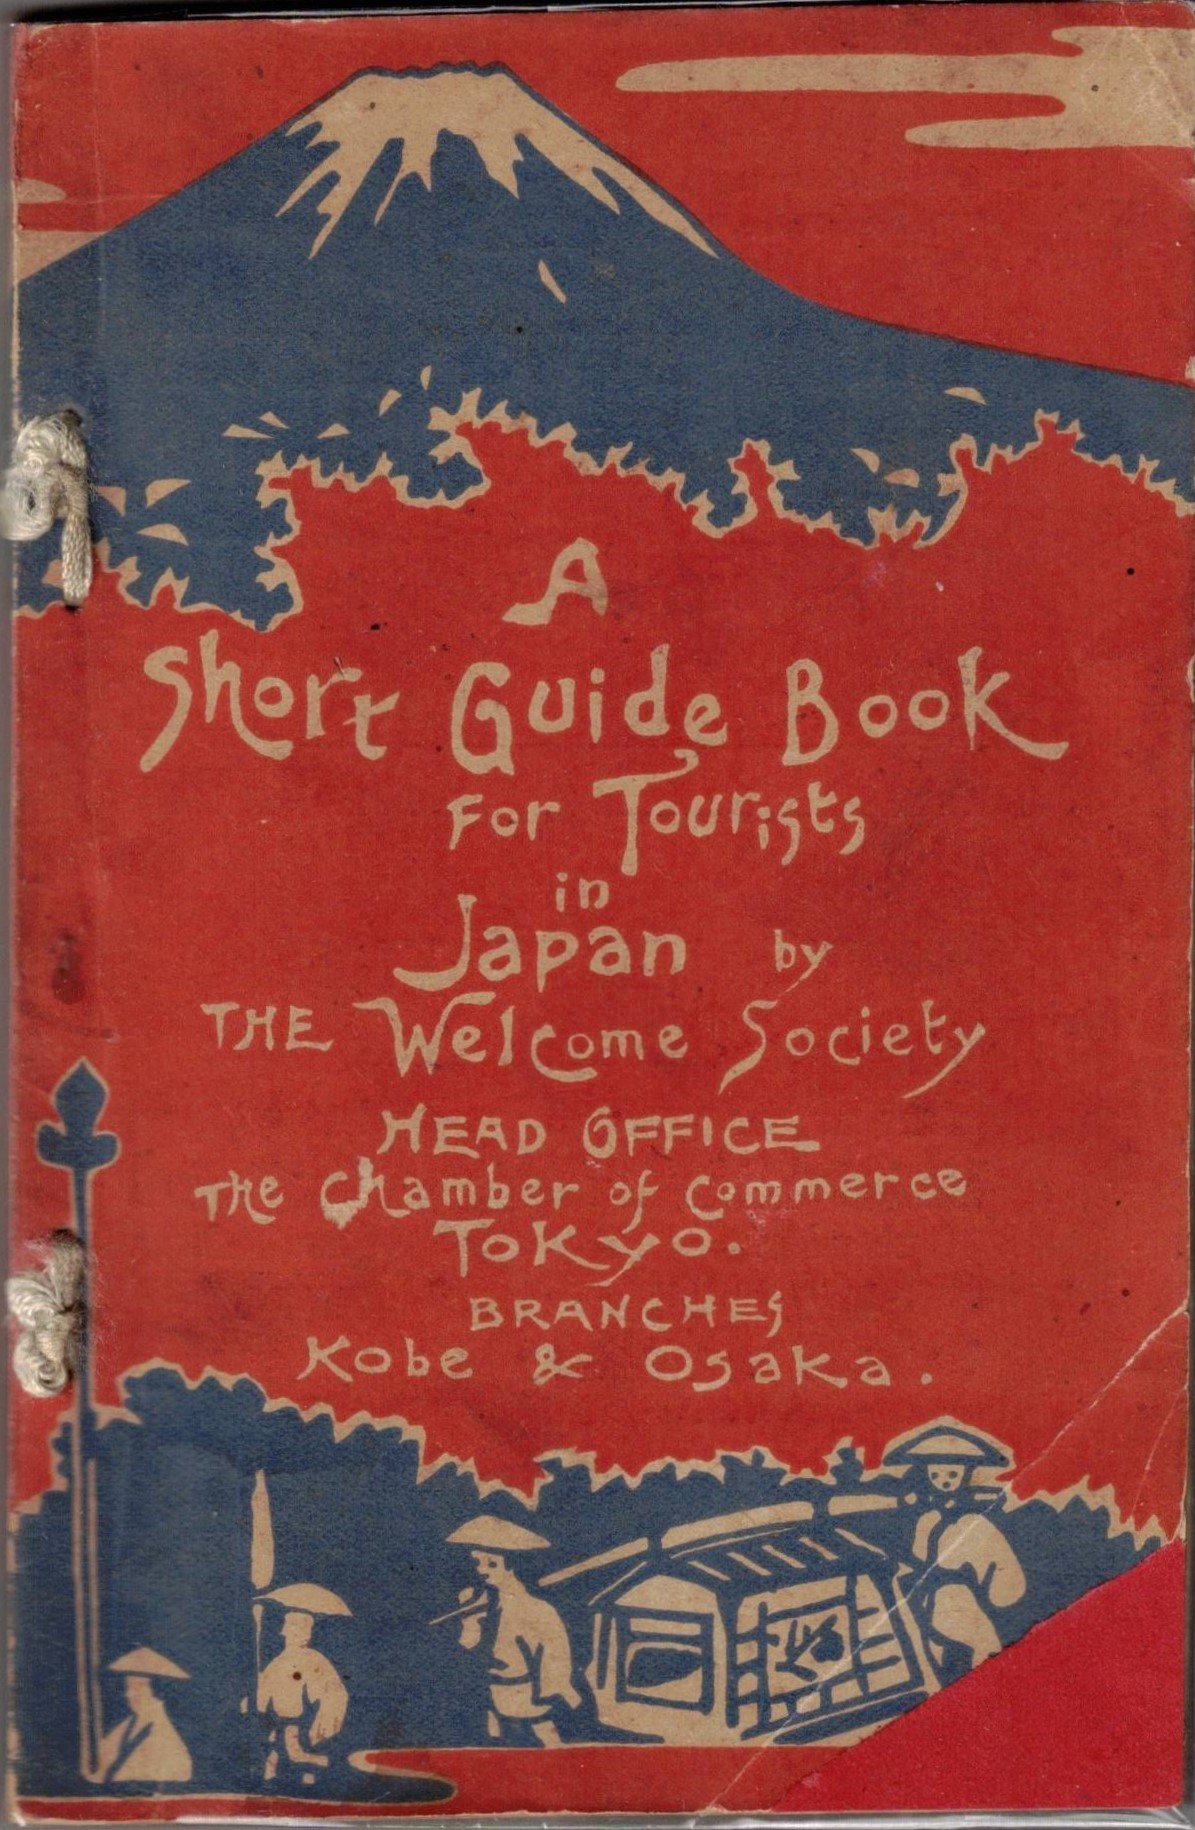 A
Short Guide Book
For Tourists
in
Japan by
THE Welcome Society
HEAD OFFICE
The Chamber of Commerce
Tokyo.
BRANCHES
Kobe & Osaka.